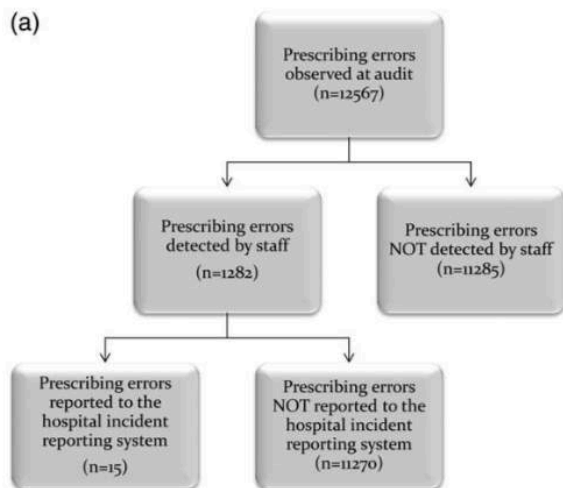 (a)
Prescribing errors
observed at audit
(n=12567)
Prescribing errors
detected by staff
(n=1282)
Prescribing errors
NOT detected by staff
(n=11285)
Prescribing errors
reported to the
hospital incident
reporting system
(n=15)
Prescribing errors
NOT reported to the
hospital incident
reporting system
(n=11270)